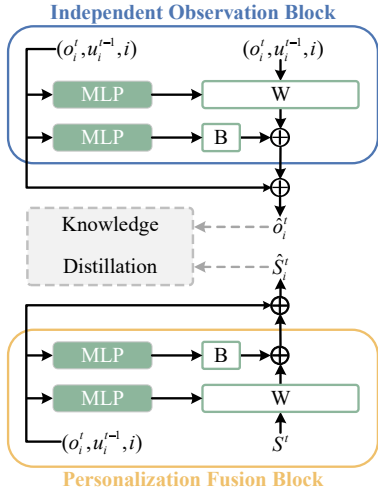 Independent Observation Block
(o_i^t, u_i^{t-1}, i) (o_i^t, u_i^{t-1}, i)
MLP W
MLP B ⊕
⊕
Knowledge ô_i^t
Distillation Ŝ_i^t
⊕
MLP B ⊕
MLP W
(o_i^t, u_i^{t-1}, i) S^t
Personalization Fusion Block